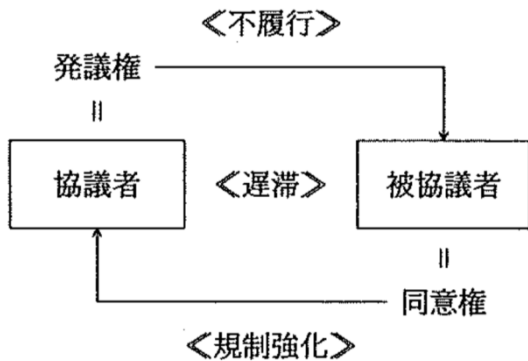 ≪不履行≫
発議権
||
協議者
≪遅滞≫
被協議者
||
同意権
≪規制強化≫